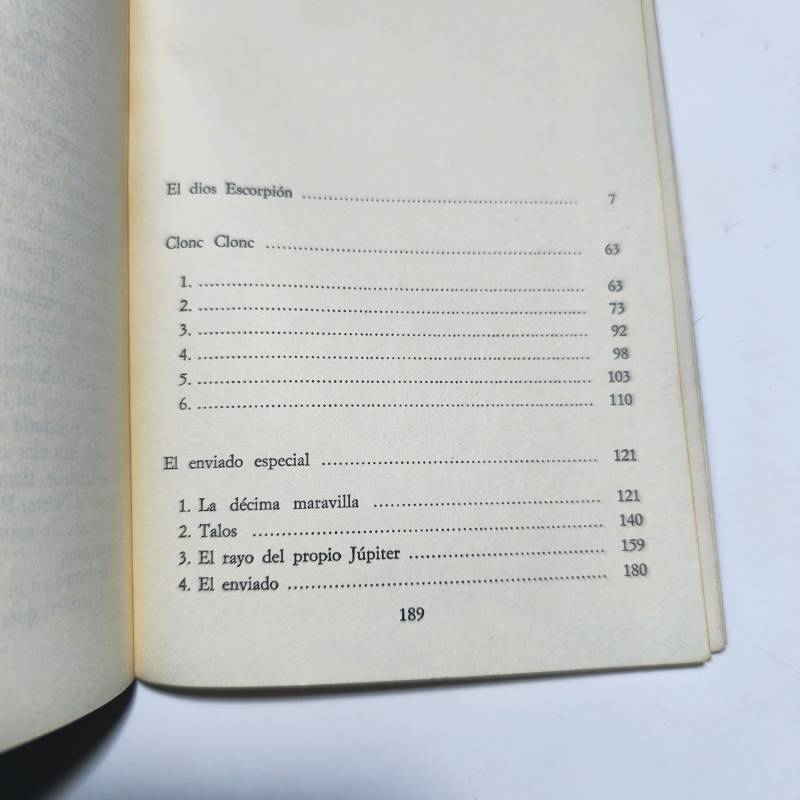 El dios Escorpión ........................................ 7
Clonc Clonc ........................................ 63
1. ........................................ 63
2. ........................................ 73
3. ........................................ 92
4. ........................................ 98
5. ........................................ 103
6. ........................................ 110
El enviado especial ........................................ 121
1. La décima maravilla ........................................ 121
2. Talos ........................................ 140
3. El rayo del propio Júpiter ........................................ 159
4. El enviado ........................................ 180
189